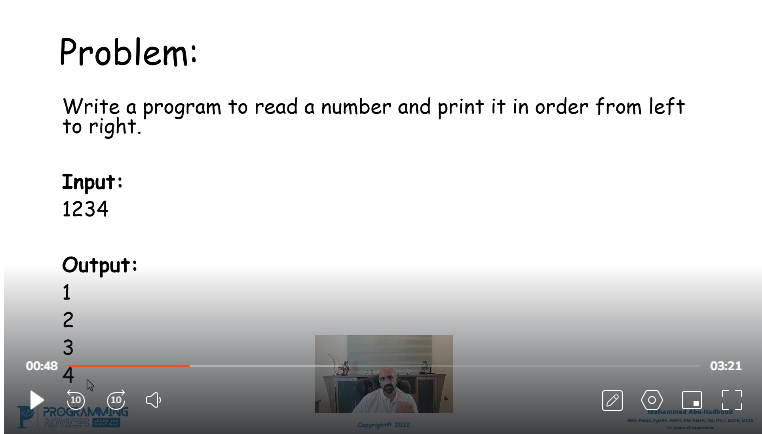 Problem:
Write a program to read a number and print it in order from left
to right.
Input:
1234
Output:
1
2
3
4
00:48
03:21
10
10
PROGRAMMING
ADVICES
Mohammed Abu-Hadhoud
Copyright© 2022